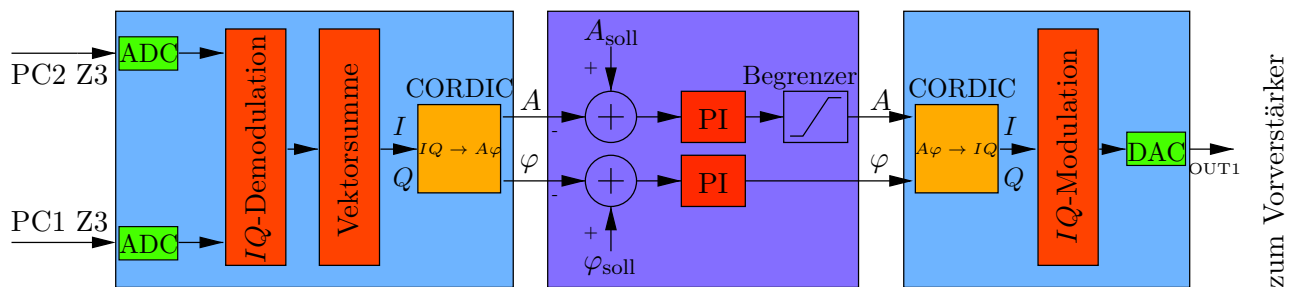 PC2 Z3
ADC
PC1 Z3
ADC
IQ-Demodulation
Vektorsumme
I
Q
CORDIC
IQ → Aφ
A
φ
A_soll
+
-
+
PI
Begrenzer
-
+
PI
+
φ_soll
A
φ
CORDIC
Aφ → IQ
I
Q
IQ-Modulation
DAC
OUT1
zum Vorverstärker